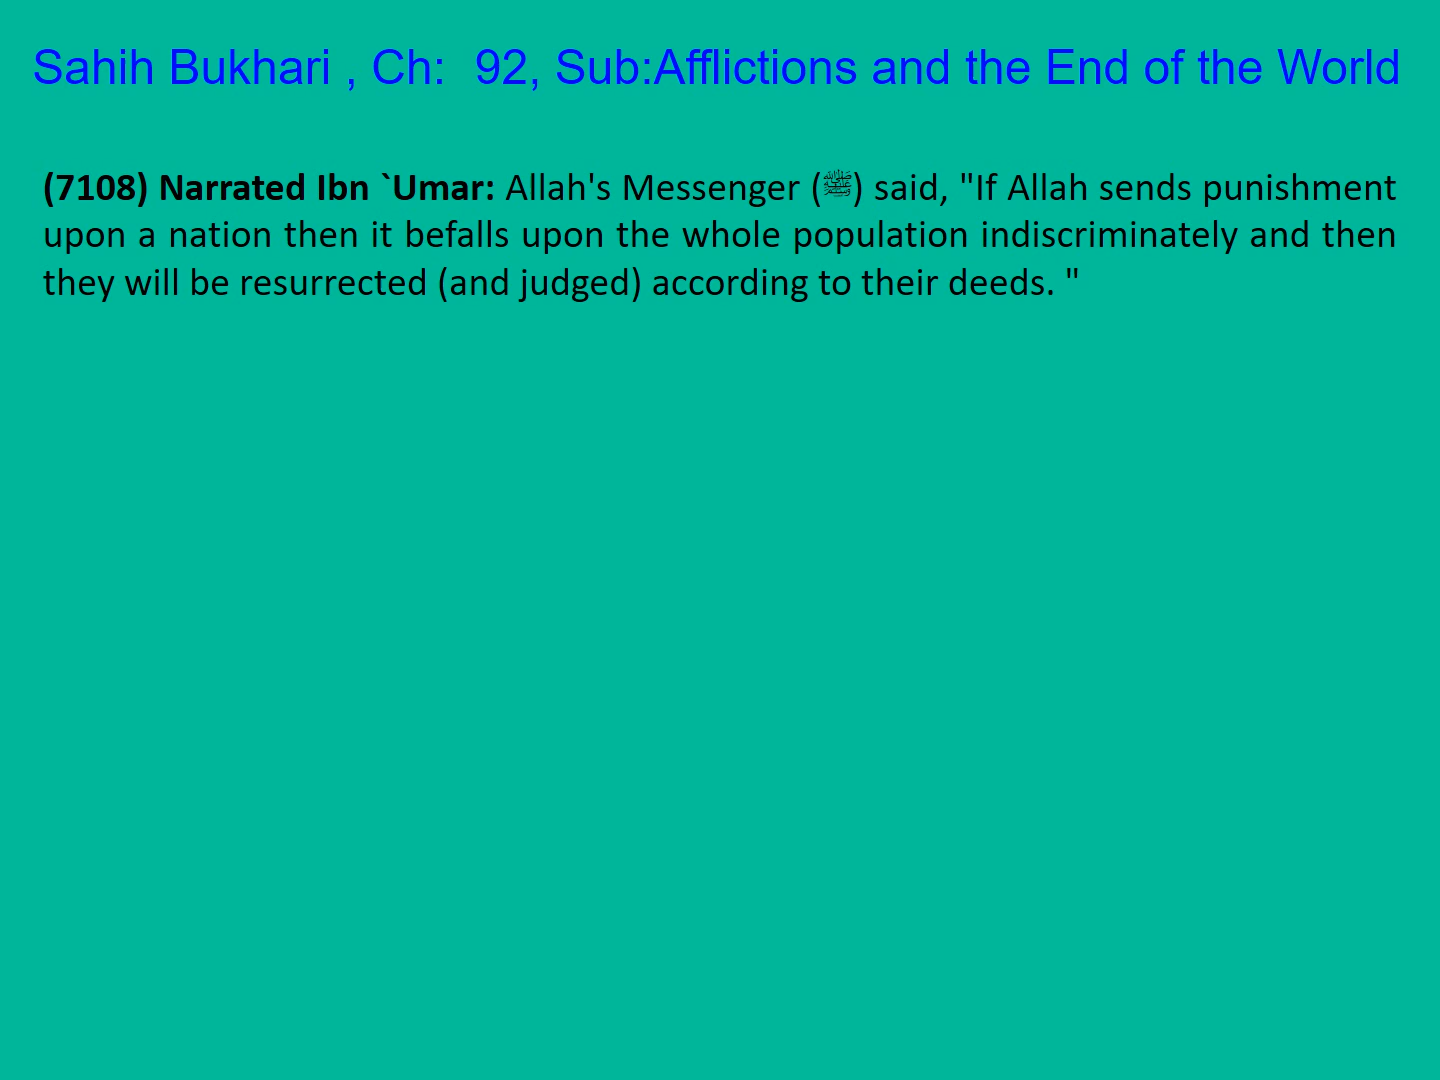 Sahih Bukhari , Ch:  92, Sub:Afflictions and the End of the World
(7108) Narrated Ibn `Umar: Allah's Messenger (ﷺ) said, "If Allah sends punishment
upon a nation then it befalls upon the whole population indiscriminately and then
they will be resurrected (and judged) according to their deeds. "